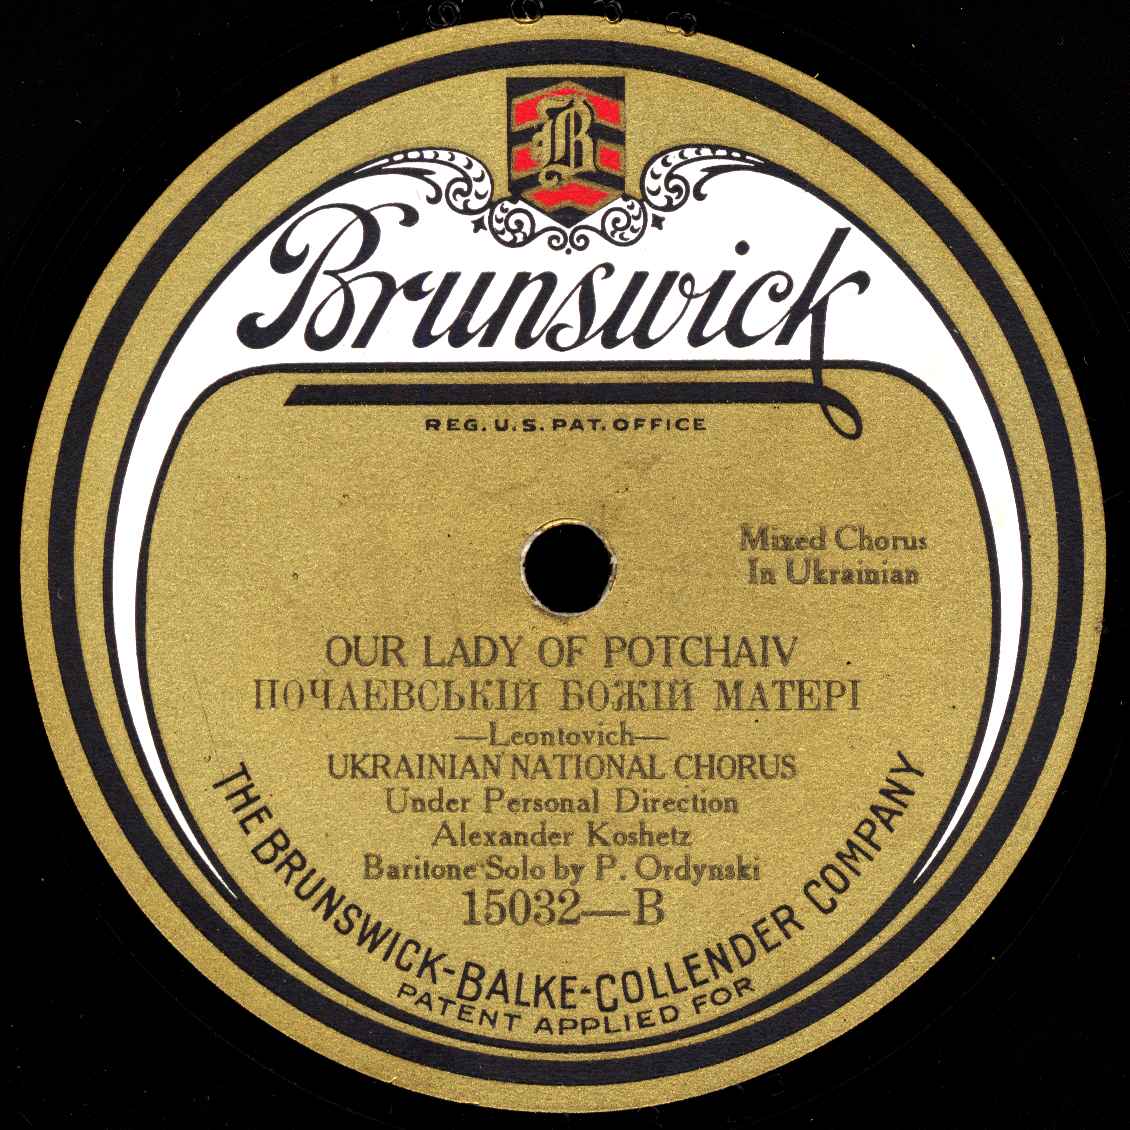 B
Brunswick
REG. U.S. PAT. OFFICE
Mixed Chorus
In Ukrainian
OUR LADY OF POTCHAIV
ПОЧАЕВСЬКІЙ БОЖІЙ МАТЕРІ
—Leontovich—
UKRAINIAN NATIONAL CHORUS
Under Personal Direction
Alexander Koshetz
Baritone Solo by P. Ordynski
15032—B
THE BRUNSWICK-BALKE-COLLENDER COMPANY
PATENT APPLIED FOR